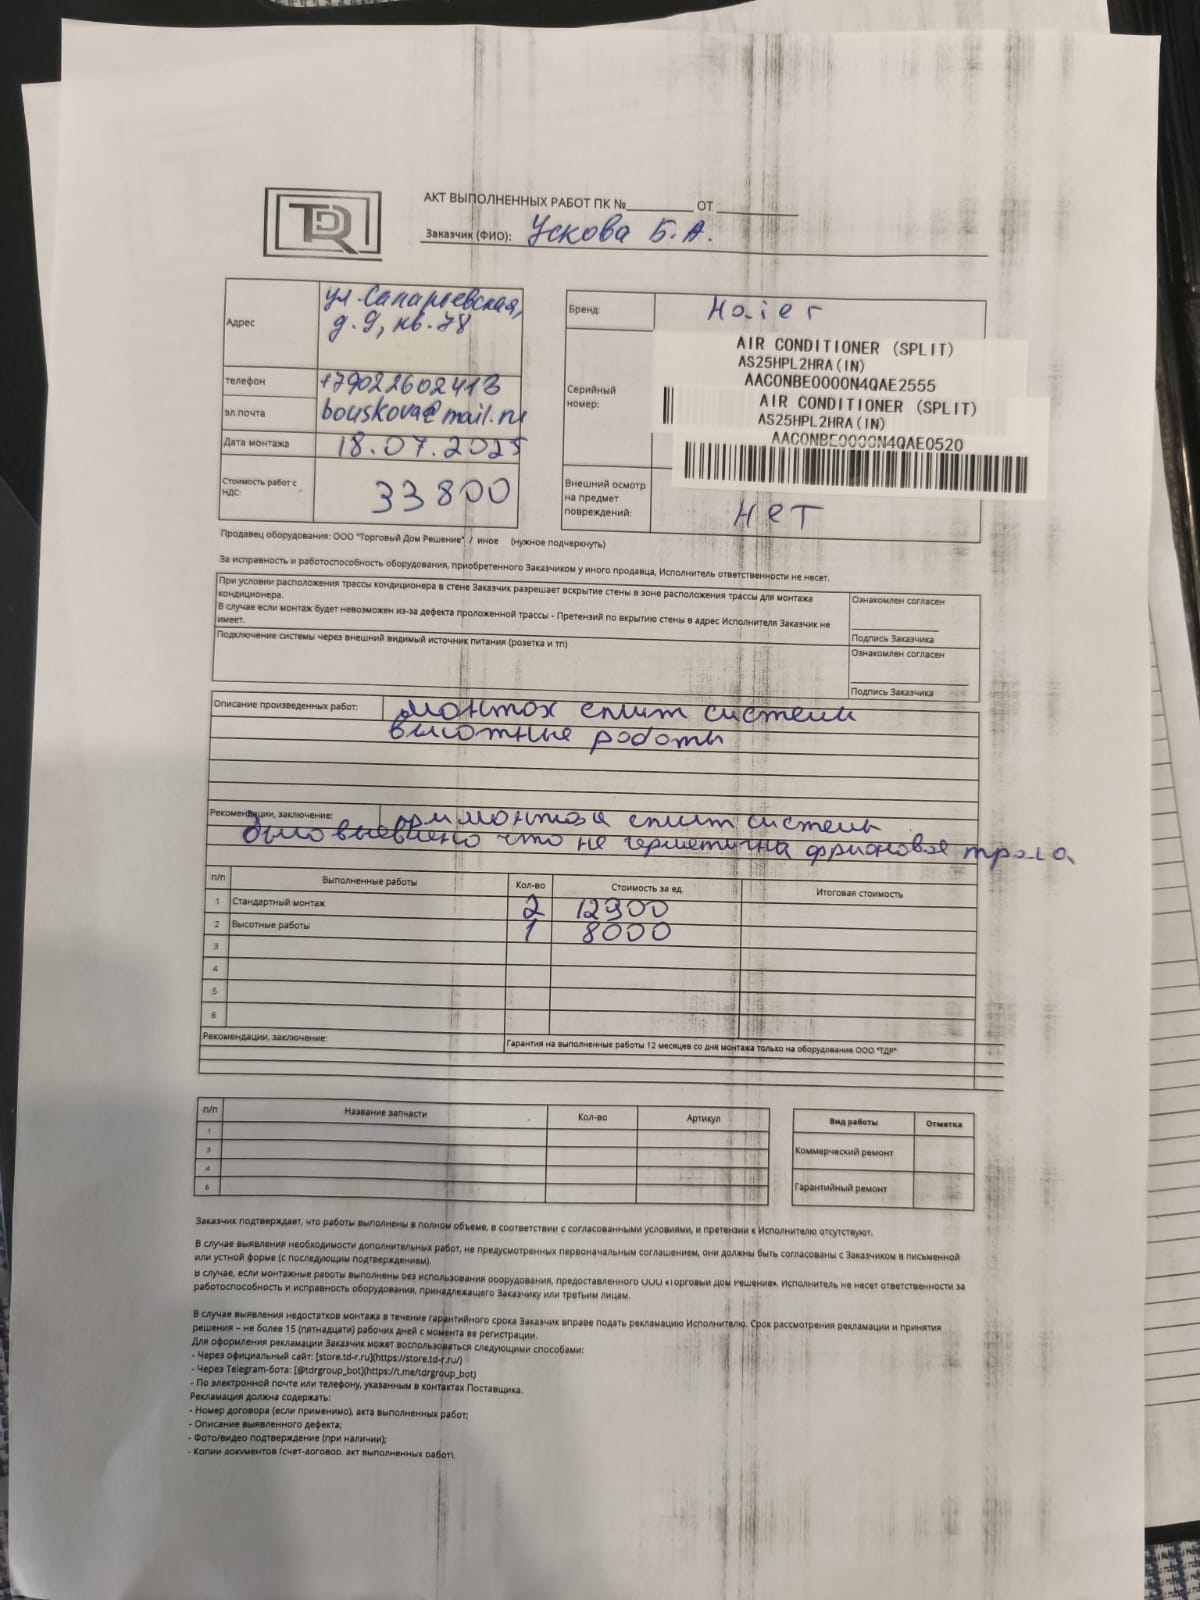 TDR
АКТ ВЫПОЛНЕННЫХ РАБОТ ПК №________ ОТ ________
Заказчик (ФИО): Ускова Б.А.
Адрес
ул. Сапарьевская,
д. 9, кв. 78
телефон +79022602413
эл.почта bouskova@mail.ru
Дата монтажа 18.07.2025
Стоимость работ с НДС: 33800
Бренд: Haier
Серийный номер:
AIR CONDITIONER (SPLIT)
AS25HPL2HRA(IN)
AAC0NBE0000N4QAE2555
AIR CONDITIONER (SPLIT)
AS25HPL2HRA(IN)
AAC0NBE0000N4QAE0520
Внешний осмотр на предмет повреждений: нет
Продавец оборудования: ООО "Торговый Дом Решение" / иное (нужное подчеркнуть)
За исправность и работоспособность оборудования, приобретенного Заказчиком у иного продавца, Исполнитель ответственности не несет.
При условии расположения трассы кондиционера в стене Заказчик разрешает вскрытие стены в зоне расположения трассы для монтажа
кондиционера.
В случае если монтаж будет невозможен из-за дефекта проложенной трассы - Претензий по вкрытию стены в адрес Исполнителя Заказчик не
имеет.
Ознакомлен согласен
Подпись Заказчика
Подключение системы через внешний видимый источник питания (розетка и тп)
Ознакомлен согласен
Подпись Заказчика
Описание произведенных работ: монтаж сплит системы
высотные работы
Рекомендации, заключение: при монтаже сплит системы
было выевлено что не герметична фрионовая траса
п/п Выполненные работы Кол-во Стоимость за ед. Итоговая стоимость
1 Стандартный монтаж 2 12900
2 Высотные работы 1 8000
3
4
5
6
Рекомендации, заключение: Гарантия на выполненные работы 12 месяцев со дня монтажа только на оборудование ООО "ТДР"
п/п Название запчасти Кол-во Артикул
1
3
4
6
Вид работы Отметка
Коммерческий ремонт
Гарантийный ремонт
Заказчик подтверждает, что работы выполнены в полном объеме, в соответствии с согласованными условиями, и претензии к Исполнителю отсутствуют.
В случае выявления необходимости дополнительных работ, не предусмотренных первоначальным соглашением, они должны быть согласованы с Заказчиком в письменной
или устной форме (с последующим подтверждением).
В случае, если монтажные работы выполнены без использования оборудования, предоставленного ООО «Торговый Дом Решение», Исполнитель не несет ответственности за
работоспособность и исправность оборудования, принадлежащего Заказчику или третьим лицам.
В случае выявления недостатков монтажа в течение гарантийного срока Заказчик вправе подать рекламацию Исполнителю. Срок рассмотрения рекламации и принятия
решения – не более 15 (пятнадцати) рабочих дней с момента ее регистрации.
Для оформления рекламации Заказчик может воспользоваться следующими способами:
- Через официальный сайт: [store.td-r.ru](https://store.td-r.ru/)
- Через Telegram-бота: [@tdrgroup_bot](https://t.me/tdrgroup_bot)
- По электронной почте или телефону, указанным в контактах Поставщика.
Рекламация должна содержать:
- Номер договора (если применимо), акта выполненных работ;
- Описание выявленного дефекта;
- Фото/видео подтверждение (при наличии);
- Копии документов (счет-договор, акт выполненных работ).